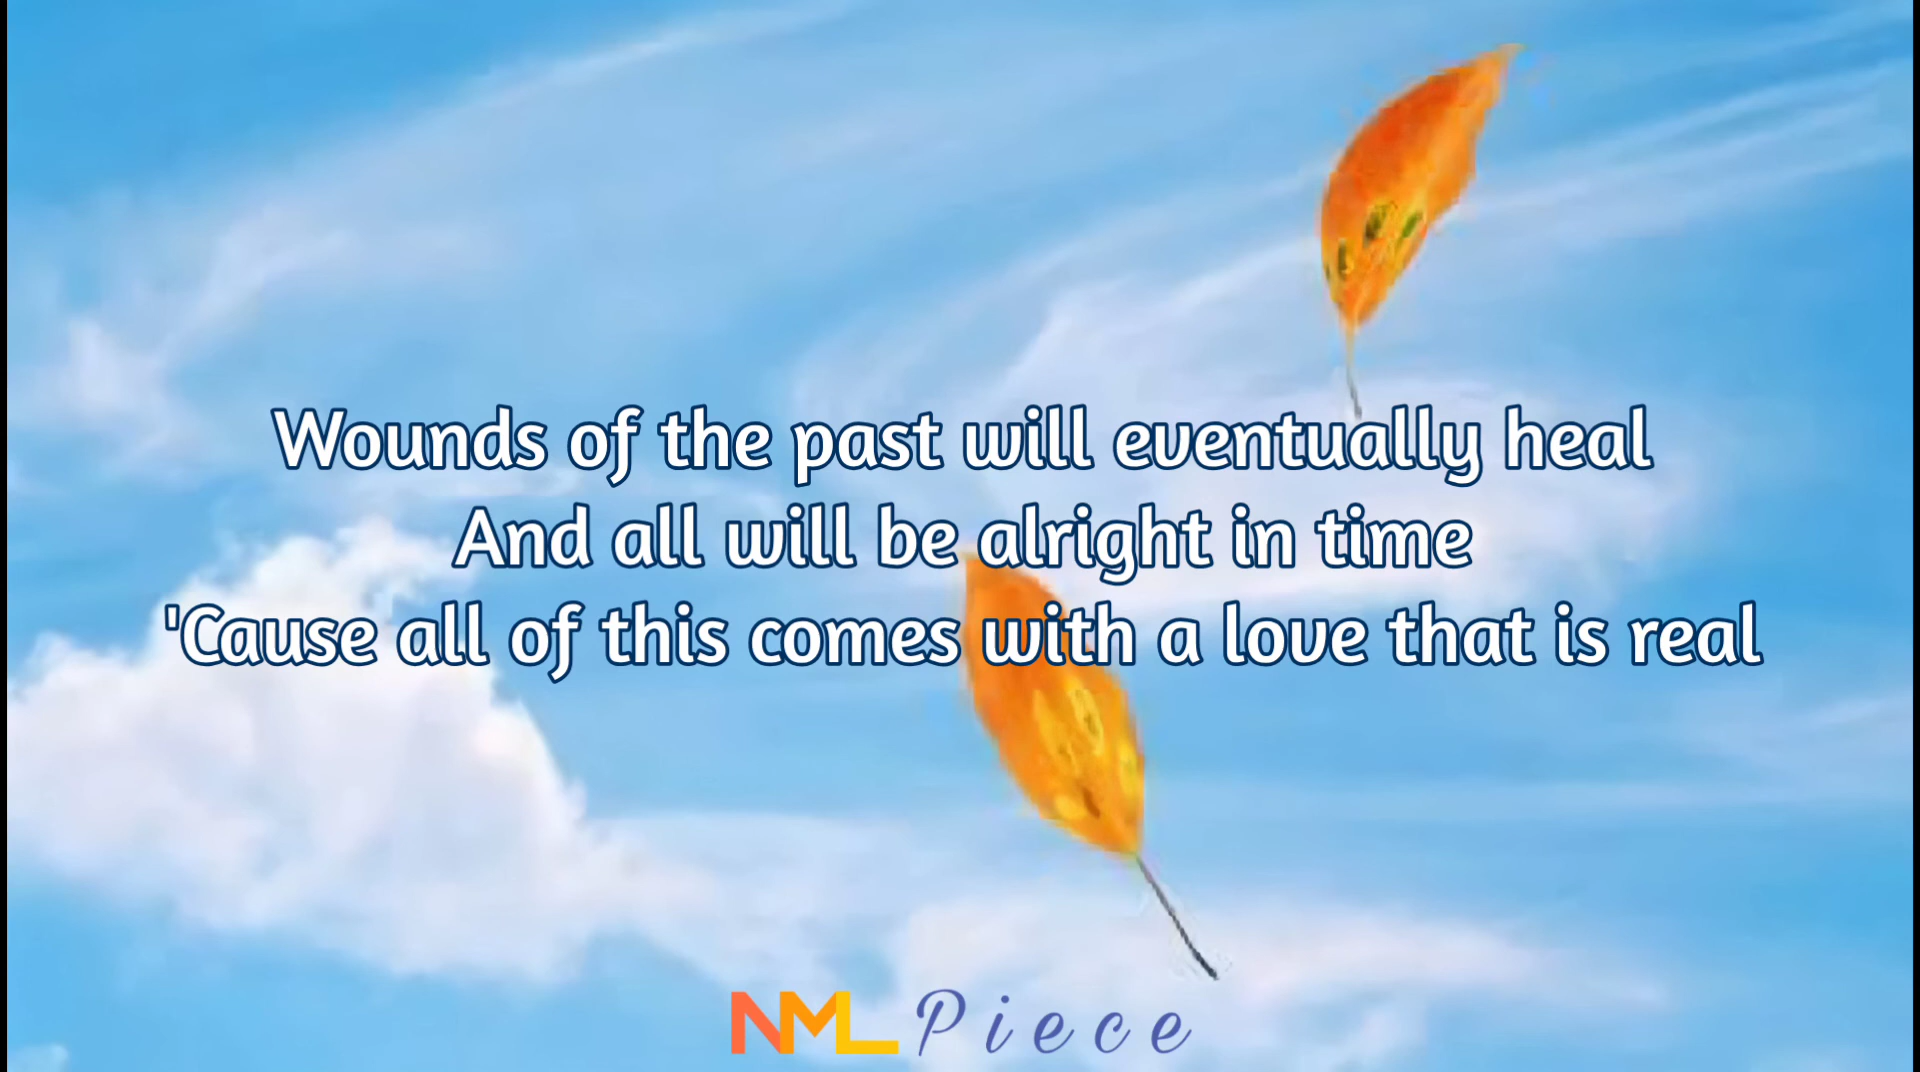 Wounds of the past will eventually heal
And all will be alright in time
'Cause all of this comes with a love that is real
NML Piece